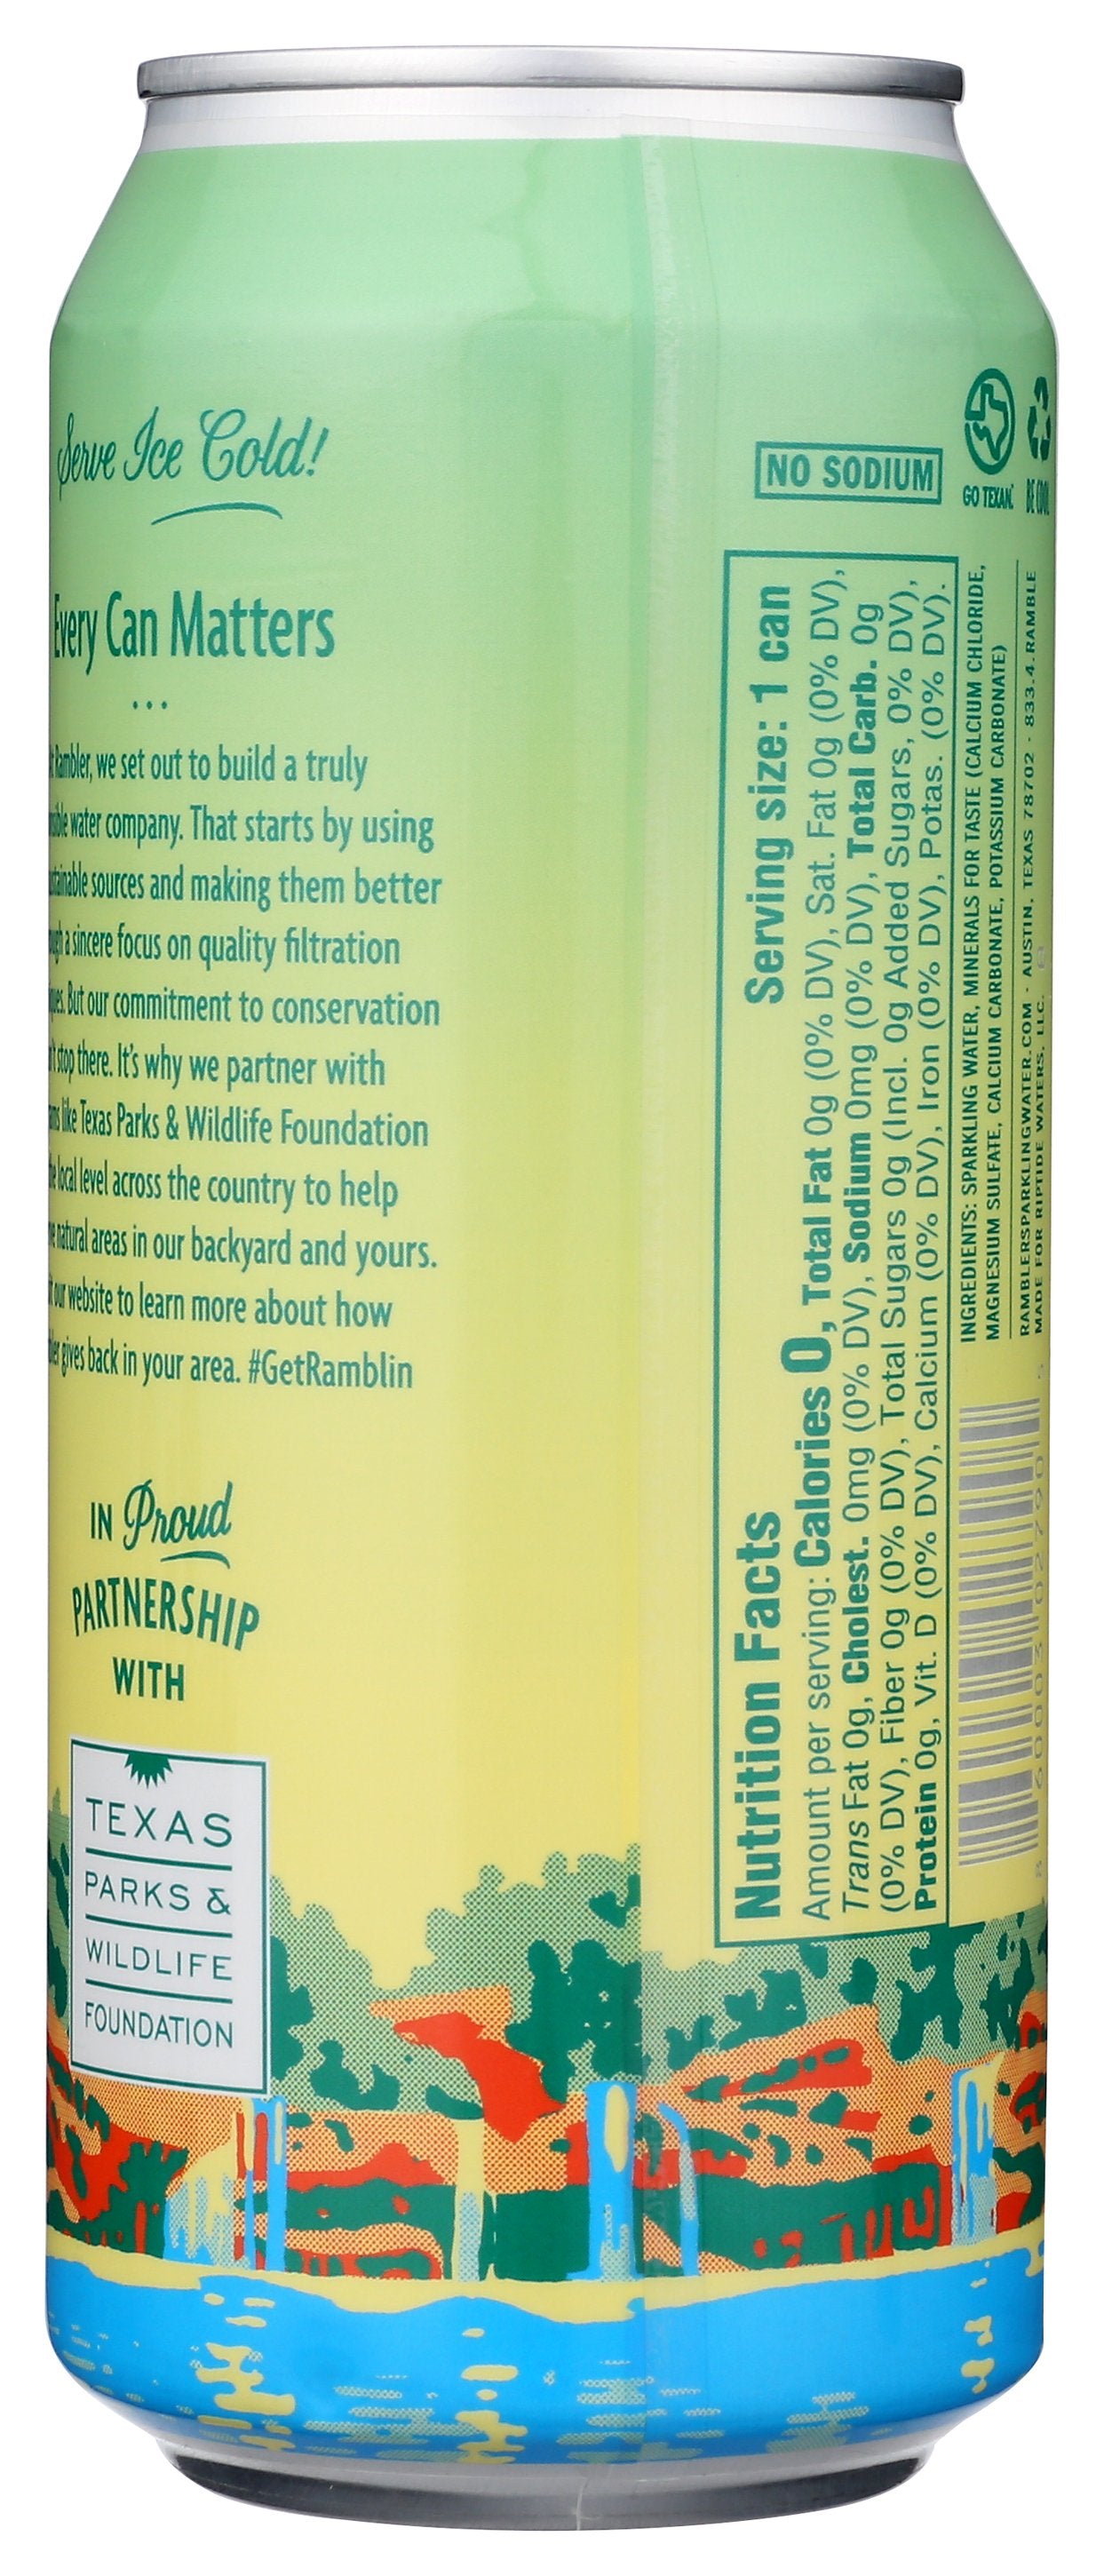 Serve Ice Cold!
Every Can Matters
Rambler, we set out to build a truly
water company. That starts by using
sources and making them better
a sincere focus on quality filtration
But our commitment to conservation
stop there. It's why we partner with
like Texas Parks & Wildlife Foundation
local level across the country to help
natural areas in our backyard and yours.
our website to learn more about how
gives back in your area. #GetRamblin
IN Proud
PARTNERSHIP
WITH
TEXAS
PARKS &
WILDLIFE
FOUNDATION
NO SODIUM
GO TEXAN
BE COOL
Nutrition Facts Serving size: 1 can
Amount per serving: Calories 0, Total Fat 0g (0% DV), Sat. Fat 0g (0% DV),
Trans Fat 0g, Cholest. 0mg (0% DV), Sodium 0mg (0% DV), Total Carb. 0g
(0% DV), Fiber 0g (0% DV), Total Sugars 0g (Incl. 0g Added Sugars, 0% DV),
Protein 0g, Vit. D (0% DV), Calcium (0% DV), Iron (0% DV), Potas. (0% DV).
INGREDIENTS: SPARKLING WATER, MINERALS FOR TASTE (CALCIUM CHLORIDE,
MAGNESIUM SULFATE, CALCIUM CARBONATE, POTASSIUM CARBONATE)
RAMBLERSPARKLINGWATER.COM · AUSTIN, TEXAS 78702 · 833.4.RAMBLE
MADE FOR RIPTIDE WATERS, LLC.